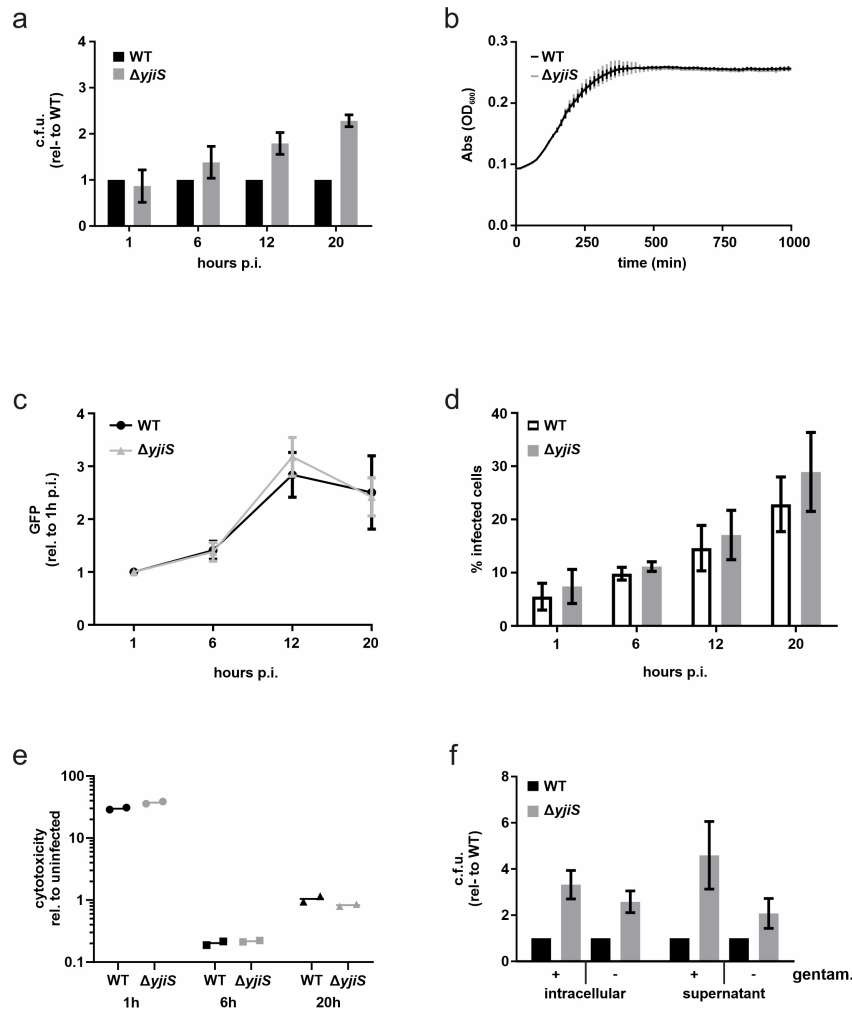 a
4
3
2
1
0
c.f.u.
(rel- to WT)
WT
ΔyjiS
1 6 12 20
hours p.i.
b
0.3
0.2
0.1
0.0
Abs (OD600)
WT
ΔyjiS
0 250 500 750 1000
time (min)
c
4
3
2
1
0
GFP
(rel. to 1h p.i.)
WT
ΔyjiS
1 6 12 20
hours p.i.
d
40
30
20
10
0
% infected cells
WT
ΔyjiS
1 6 12 20
hours p.i.
e
100
10
1
0.1
cytotoxicity
rel. to uninfected
WT ΔyjiS WT ΔyjiS WT ΔyjiS
1h 6h 20h
f
8
6
4
2
0
c.f.u.
(rel- to WT)
WT
ΔyjiS
+ - + - gentam.
intracellular supernatant